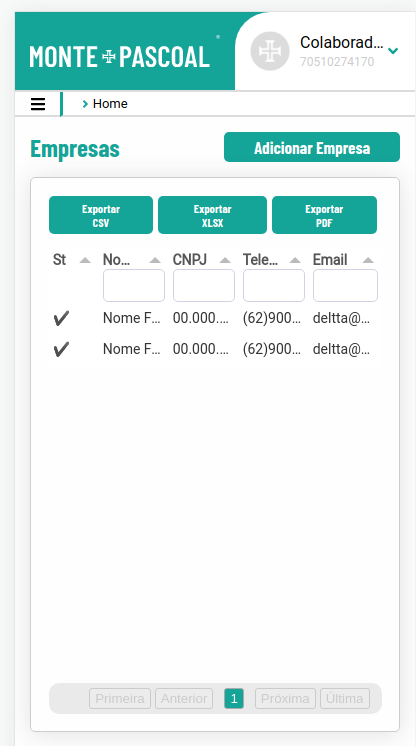 MONTE PASCOAL
Colaborad...
70510274170
Home
Empresas
Adicionar Empresa
Exportar
CSV
Exportar
XLSX
Exportar
PDF
St No... CNPJ Tele... Email
Nome F... 00.000.... (62)900... deltta@...
Nome F... 00.000.... (62)900... deltta@...
Primeira Anterior 1 Próxima Última